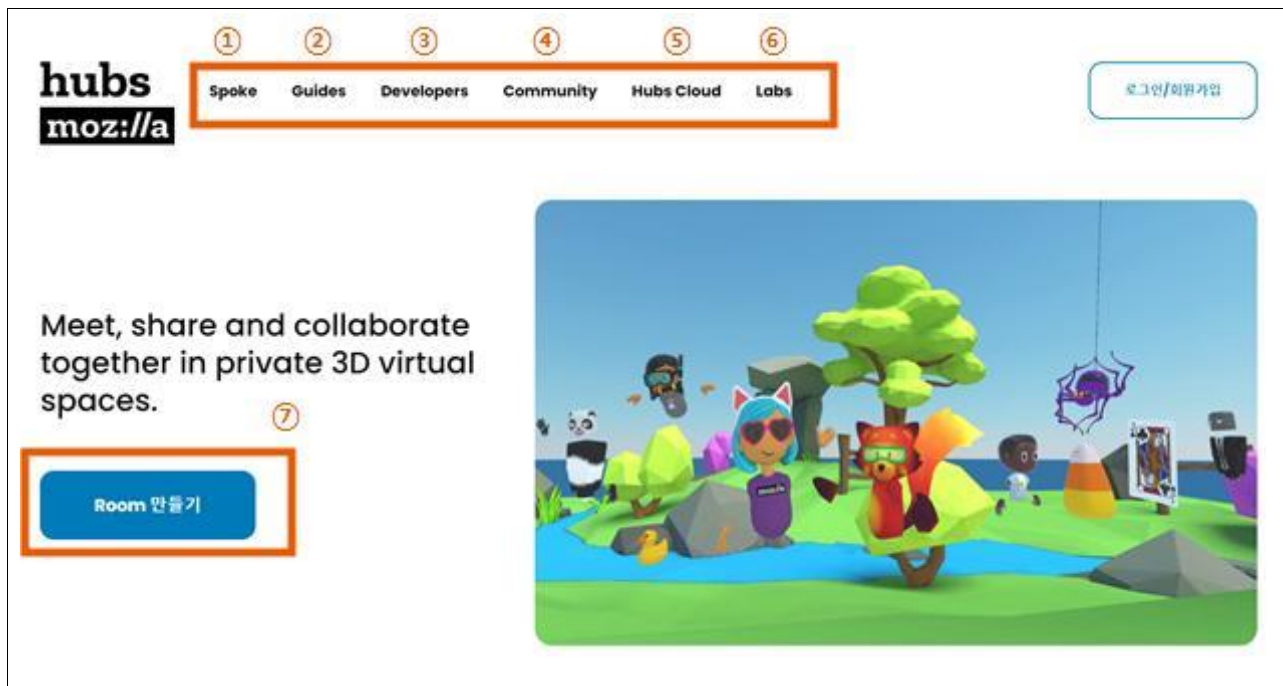 ① ② ③ ④ ⑤ ⑥
hubs
moz://a
Spoke Guides Developers Community Hubs Cloud Labs
로그인/회원가입
Meet, share and collaborate
together in private 3D virtual
spaces.
⑦
Room 만들기
moz://a